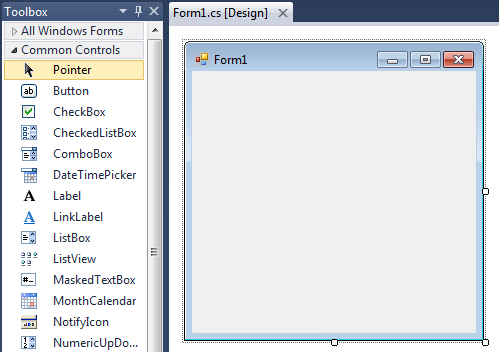 Toolbox
Form1.cs [Design]
All Windows Forms
Common Controls
Pointer
Form1
ab Button
CheckBox
CheckedListBox
ComboBox
DateTimePicker
A Label
A LinkLabel
ListBox
ListView
#- MaskedTextBox
MonthCalendar
NotifyIcon
NumericUpDo...